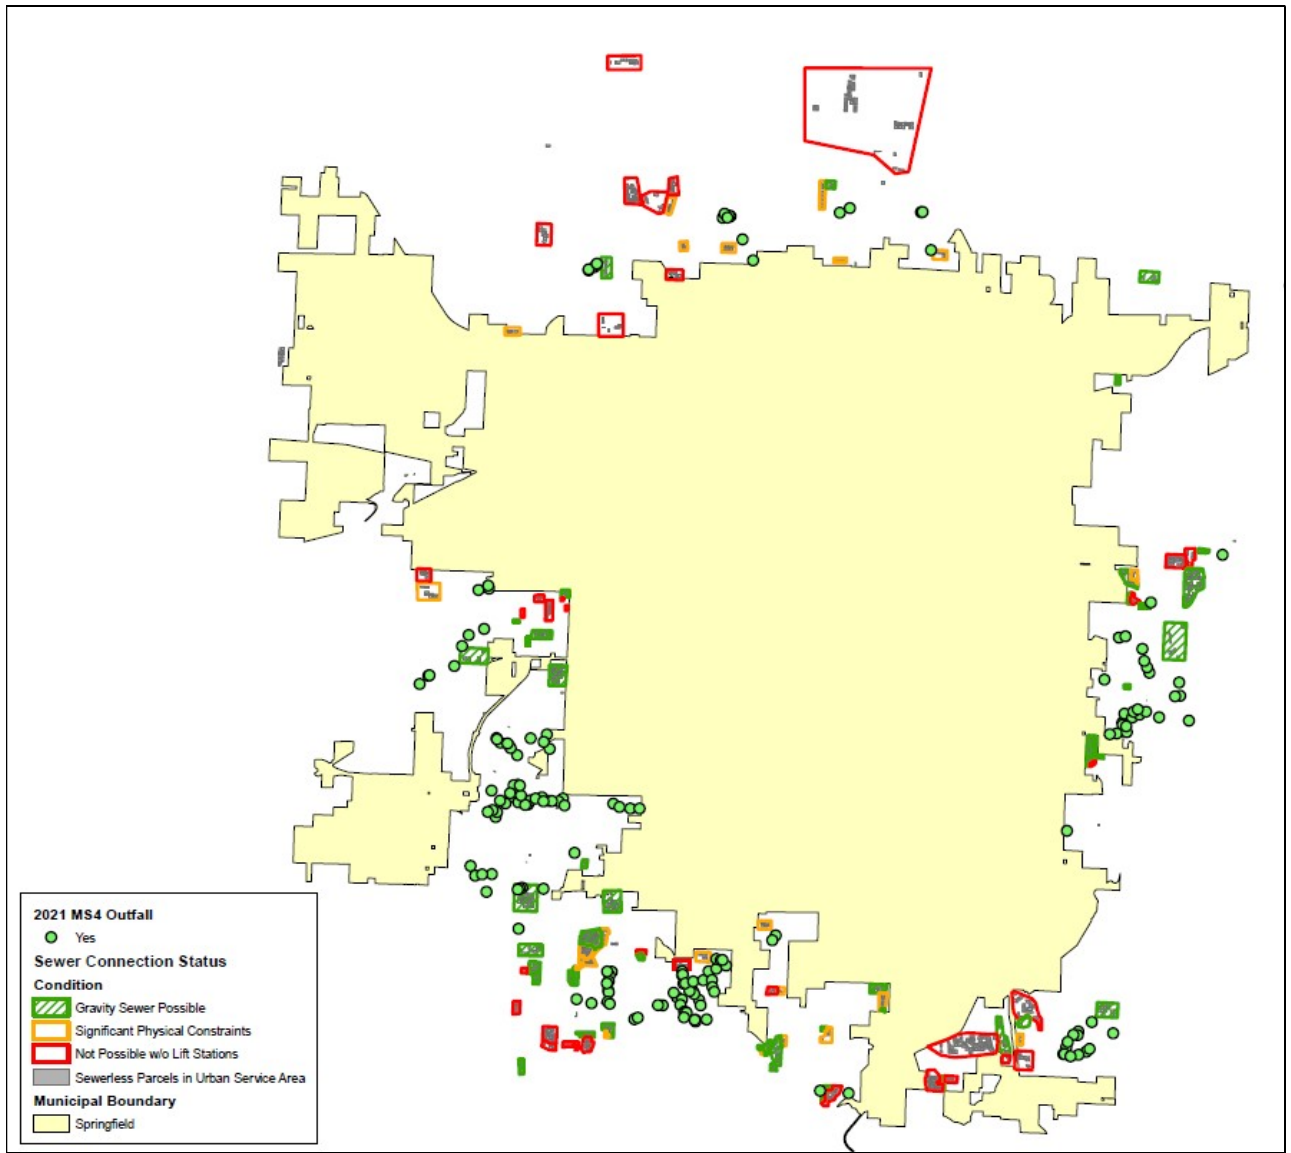 2021 MS4 Outfall
Yes
Sewer Connection Status
Condition
Gravity Sewer Possible
Significant Physical Constraints
Not Possible w/o Lift Stations
Sewerless Parcels in Urban Service Area
Municipal Boundary
Springfield